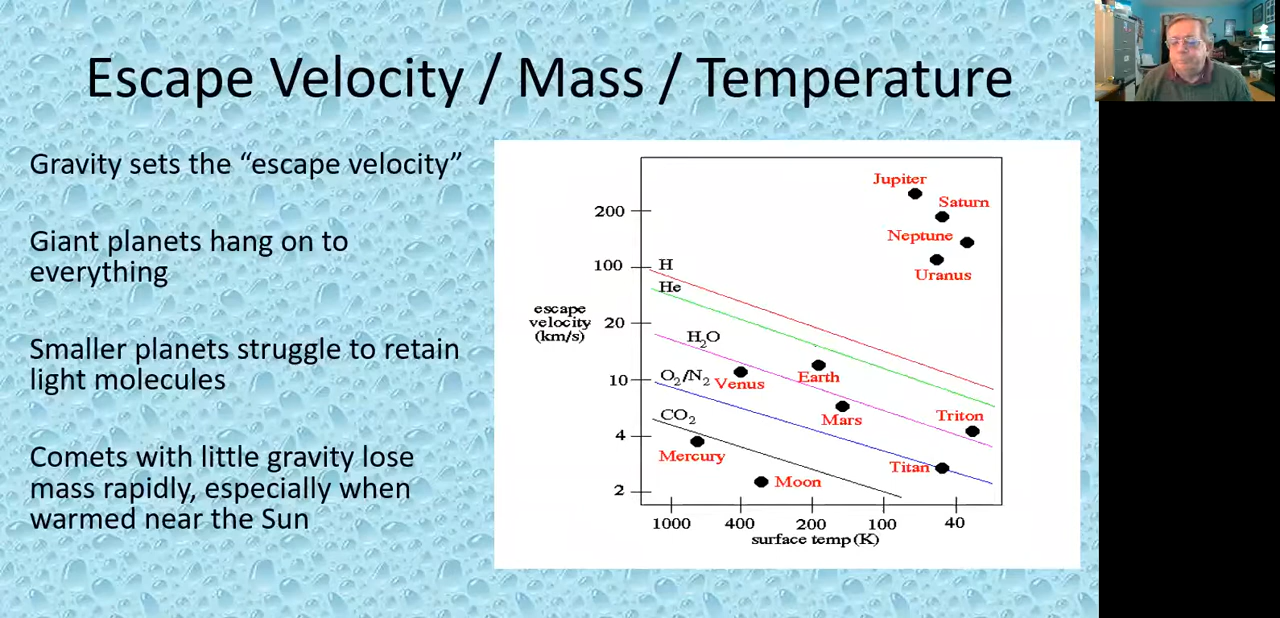 Escape Velocity / Mass / Temperature
Gravity sets the “escape velocity”
Giant planets hang on to
everything
Smaller planets struggle to retain
light molecules
Comets with little gravity lose
mass rapidly, especially when
warmed near the Sun
escape
velocity
(km/s)
200
100
20
10
4
2
H
He
H₂O
O₂/N₂
CO₂
Jupiter
Saturn
Neptune
Uranus
Venus
Earth
Mars
Triton
Mercury
Titan
Moon
1000 400 200 100 40
surface temp (K)